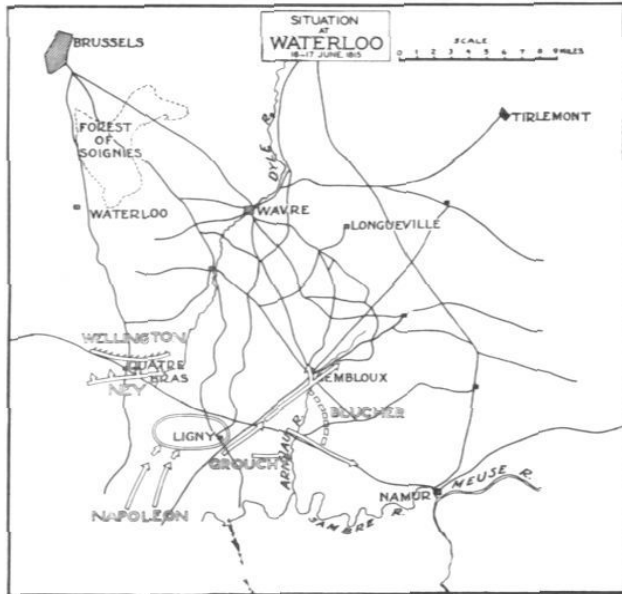 SITUATION
AT
WATERLOO
16-17 JUNE, 1815
SCALE
0 1 2 3 4 5 6 7 8 9 MILES
BRUSSELS
TIRLEMONT
FOREST
OF
SOIGNIES
DYLE R.
WATERLOO
WAVRE
LONGUEVILLE
WELLINGTON
QUATRE
BRAS
NEY
GEMBLOUX
BLUCHER
LIGNY
GROUCHY
ARNEAU R.
NAPOLEON
NAMUR
MEUSE R.
SAMBRE R.